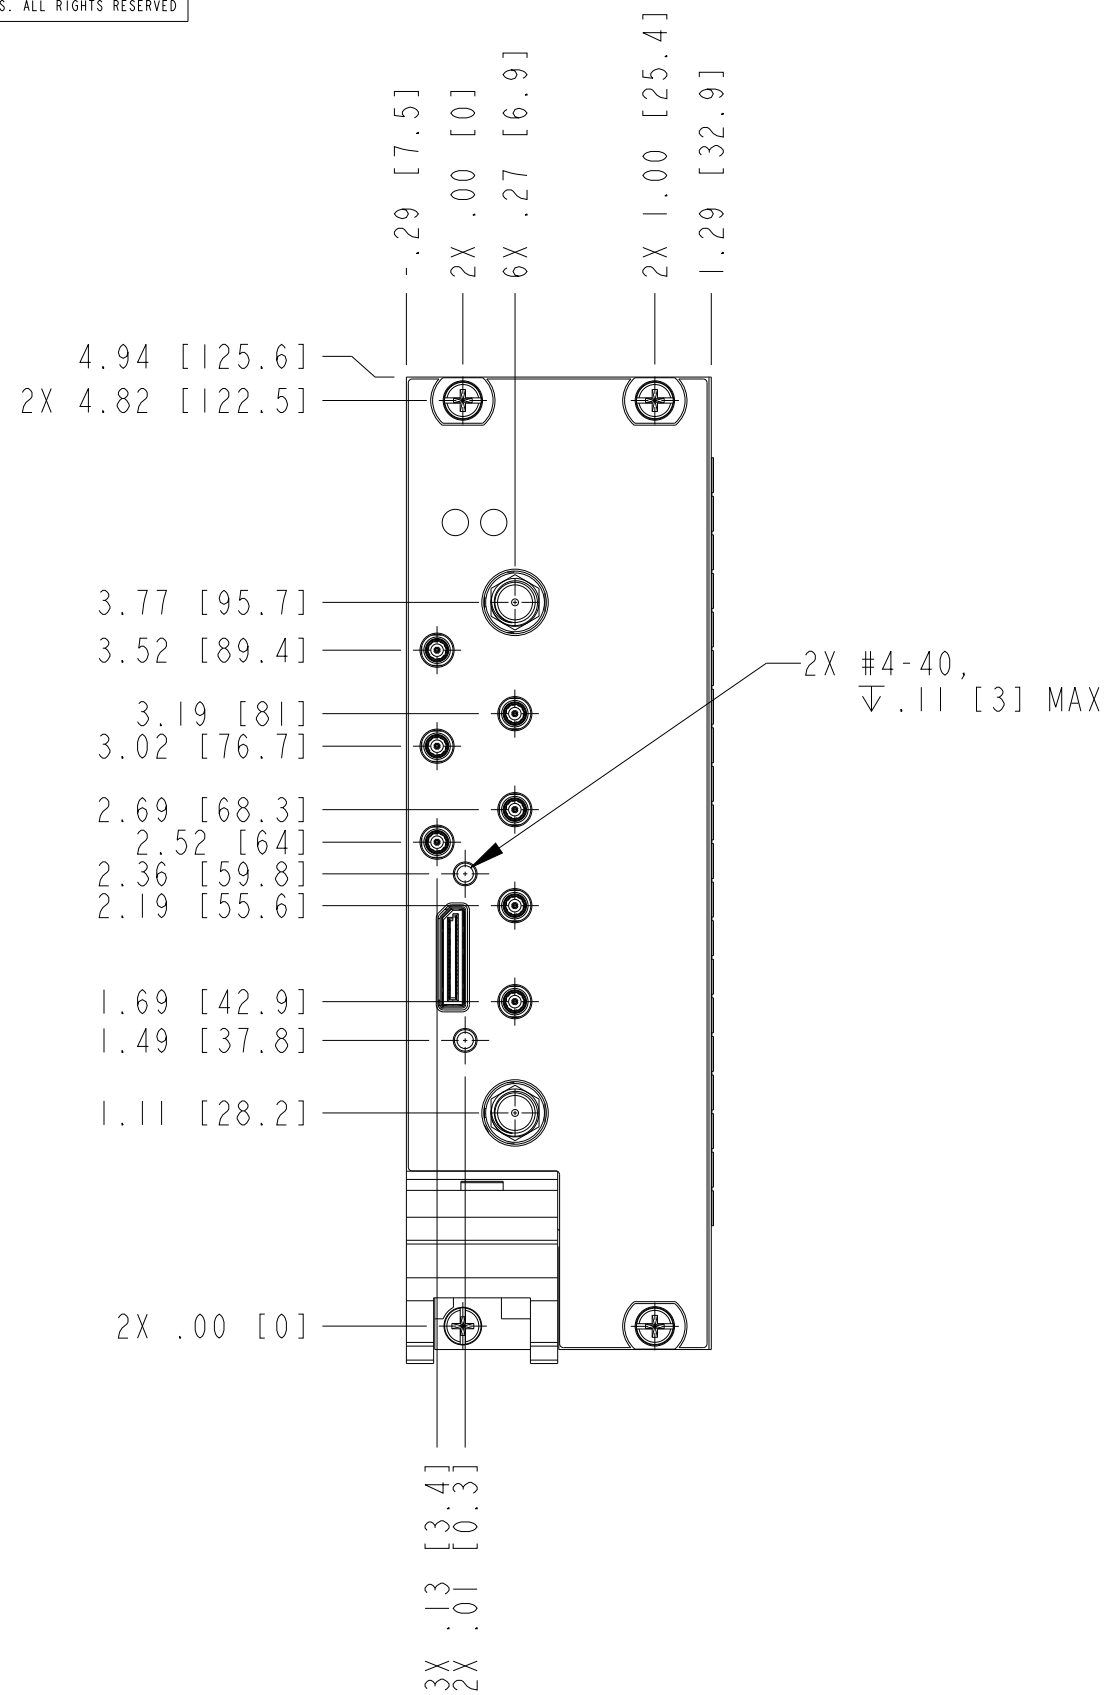 S. ALL RIGHTS RESERVED
-.29 [7.5]
2X .00 [0]
6X .27 [6.9]
2X 1.00 [25.4]
1.29 [32.9]
4.94 [125.6]
2X 4.82 [122.5]
3.77 [95.7]
3.52 [89.4]
2X #4-40,
↧ .11 [3] MAX
3.19 [81]
3.02 [76.7]
2.69 [68.3]
2.52 [64]
2.36 [59.8]
2.19 [55.6]
1.69 [42.9]
1.49 [37.8]
1.11 [28.2]
2X .00 [0]
3X .13 [3.4]
2X .01 [0.3]